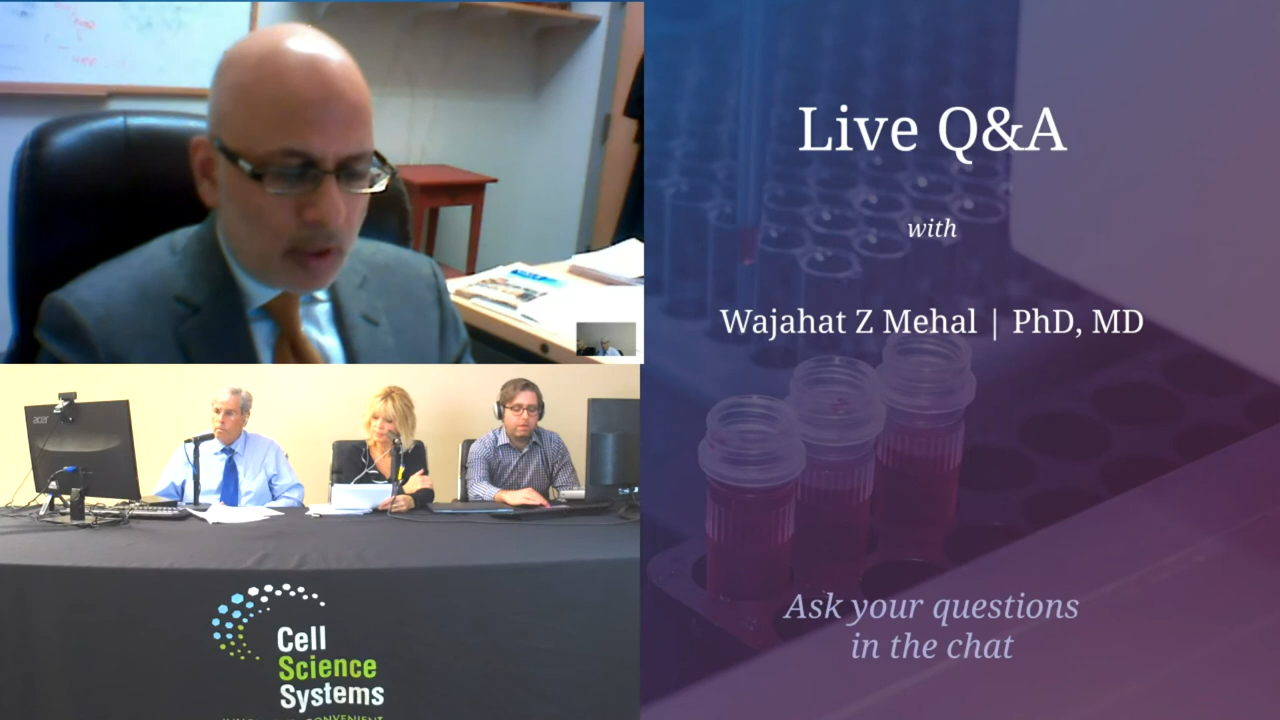 Live Q&A
with
Wajahat Z Mehal | PhD, MD
Ask your questions
in the chat
acer
Cell
Science
Systems